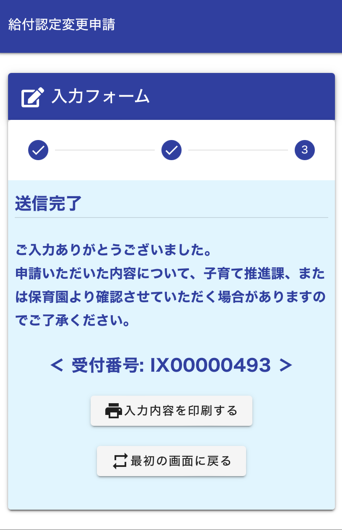 給付認定変更申請
入力フォーム
3
送信完了
ご入力ありがとうございました。
申請いただいた内容について、子育て推進課、また
は保育園より確認させていただく場合がありますの
でご了承ください。
＜ 受付番号: IX00000493 ＞
入力内容を印刷する
最初の画面に戻る